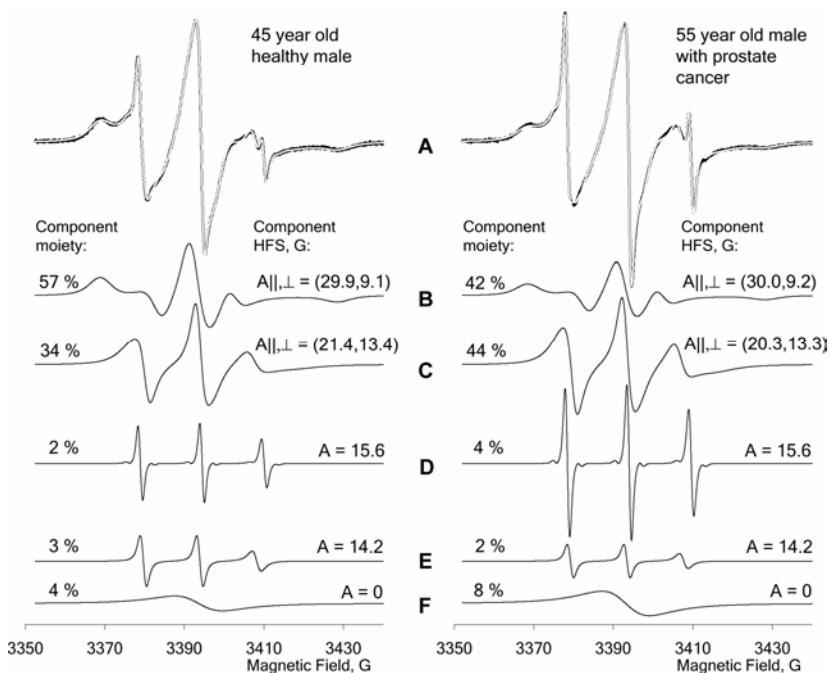 45 year old
healthy male
55 year old male
with prostate
cancer
A
Component
moiety:
Component
HFS, G:
Component
moiety:
Component
HFS, G:
57 %
A||,⊥ = (29.9,9.1)
B
42 %
A||,⊥ = (30.0,9.2)
34 %
A||,⊥ = (21.4,13.4)
C
44 %
A||,⊥ = (20.3,13.3)
2 %
A = 15.6
D
4 %
A = 15.6
3 %
A = 14.2
E
2 %
A = 14.2
4 %
A = 0
F
8 %
A = 0
3350 3370 3390 3410 3430
3350 3370 3390 3410 3430
Magnetic Field, G
Magnetic Field, G